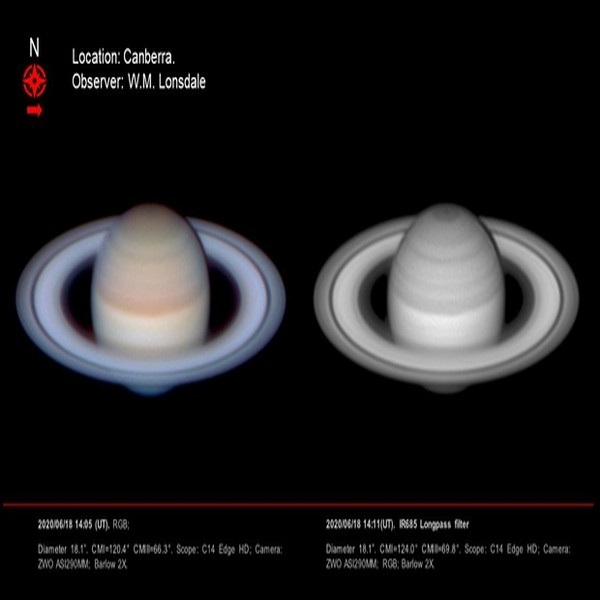 N
Location: Canberra.
Observer: W.M. Lonsdale
2020/06/18 14:05 (UT). RGB;
Diameter 18.1". CMI=120.4° CMIII=66.3°. Scope: C14 Edge HD; Camera:
ZWO ASI290MM; Barlow 2X.
2020/06/18 14:11(UT). IR685 Longpass filter
Diameter 18.1". CMI=124.0° CMIII=69.8°. Scope: C14 Edge HD; Camera:
ZWO ASI290MM; RGB; Barlow 2X.